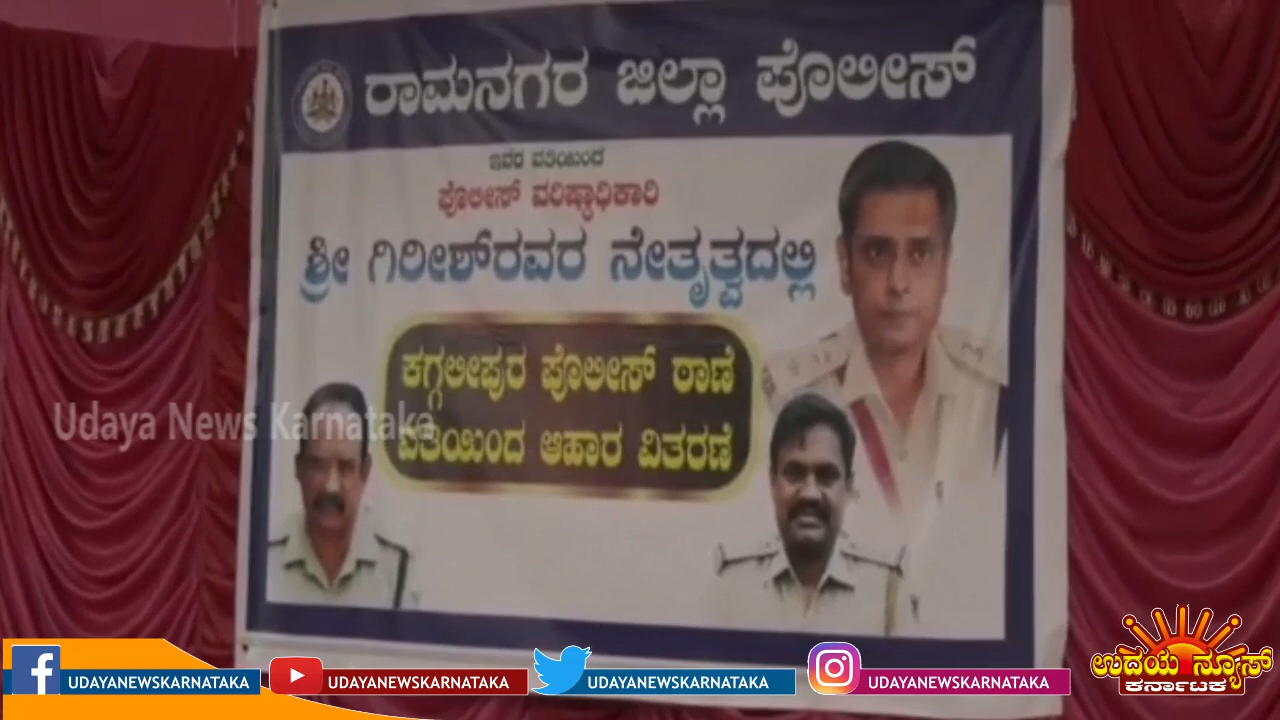 ರಾಮನಗರ ಜಿಲ್ಲಾ ಪೊಲೀಸ್
ಇವರ ವತಿಯಿಂದ
ಪೊಲೀಸ್ ವರಿಷ್ಠಾಧಿಕಾರಿ
ಶ್ರೀ ಗಿರೀಶ್‌ರವರ ನೇತೃತ್ವದಲ್ಲಿ
ಕಗ್ಗಲೀಪುರ ಪೊಲೀಸ್ ಠಾಣೆ
ವತಿಯಿಂದ ಆಹಾರ ವಿತರಣೆ
Udaya News Karnataka
UDAYANEWSKARNATAKA
UDAYANEWSKARNATAKA
UDAYANEWSKARNATAKA
UDAYANEWSKARNATAKA
ಉದಯ ನ್ಯೂಸ್
ಕರ್ನಾಟಕ